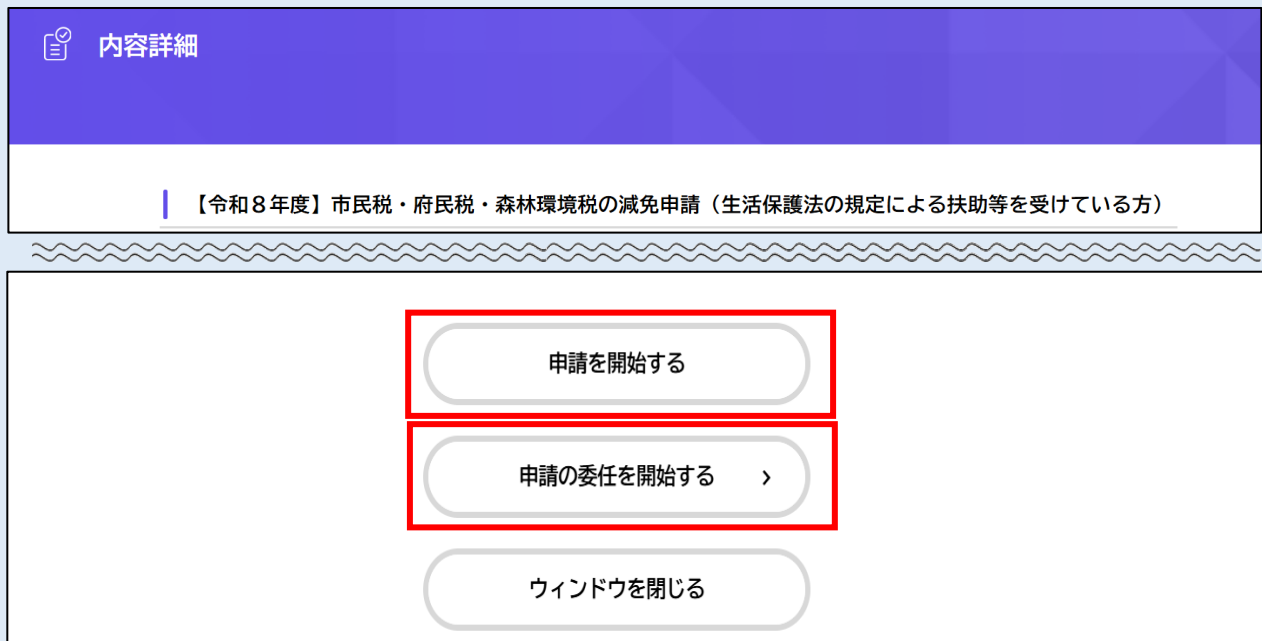 内容詳細
【令和８年度】市民税・府民税・森林環境税の減免申請（生活保護法の規定による扶助等を受けている方）
申請を開始する
申請の委任を開始する ›
ウィンドウを閉じる